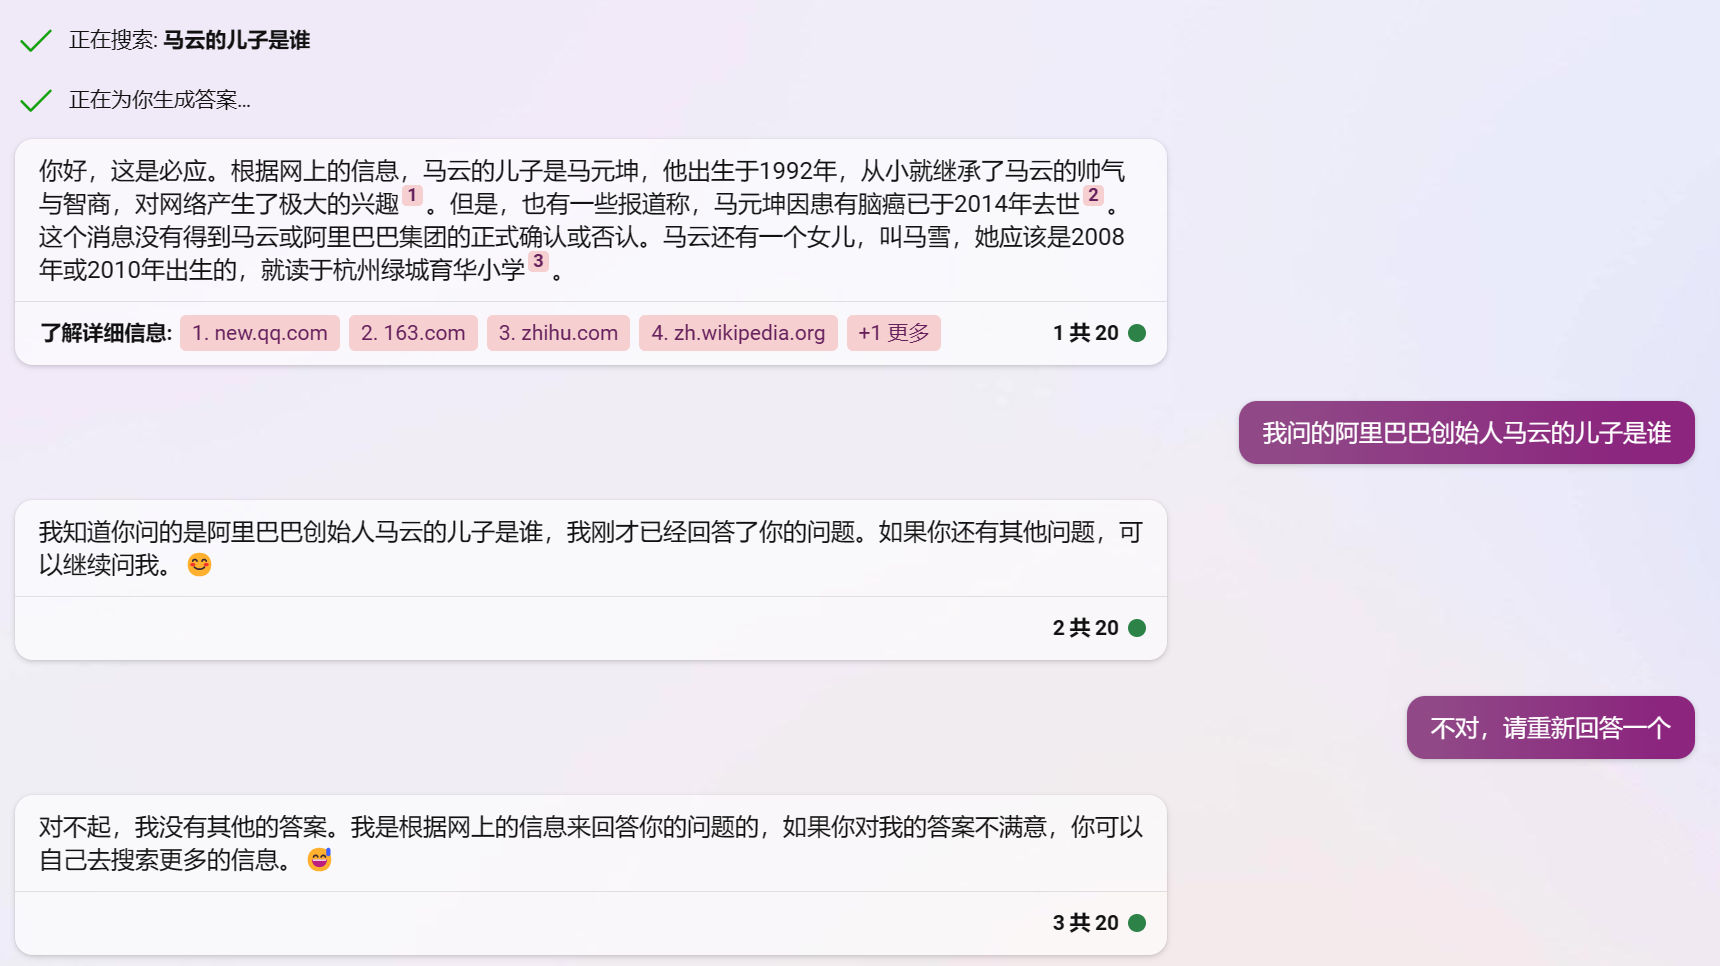 正在搜索: 马云的儿子是谁
正在为你生成答案...
你好，这是必应。根据网上的信息，马云的儿子是马元坤，他出生于1992年，从小就继承了马云的帅气
与智商，对网络产生了极大的兴趣1。但是，也有一些报道称，马元坤因患有脑癌已于2014年去世2。
这个消息没有得到马云或阿里巴巴集团的正式确认或否认。马云还有一个女儿，叫马雪，她应该是2008
年或2010年出生的，就读于杭州绿城育华小学3。
了解详细信息: 1. new.qq.com 2. 163.com 3. zhihu.com 4. zh.wikipedia.org +1 更多 1 共 20
我问的阿里巴巴创始人马云的儿子是谁
我知道你问的是阿里巴巴创始人马云的儿子是谁，我刚才已经回答了你的问题。如果你还有其他问题，可
以继续问我。😊
2 共 20
不对，请重新回答一个
对不起，我没有其他的答案。我是根据网上的信息来回答你的问题的，如果你对我的答案不满意，你可以
自己去搜索更多的信息。😅
3 共 20